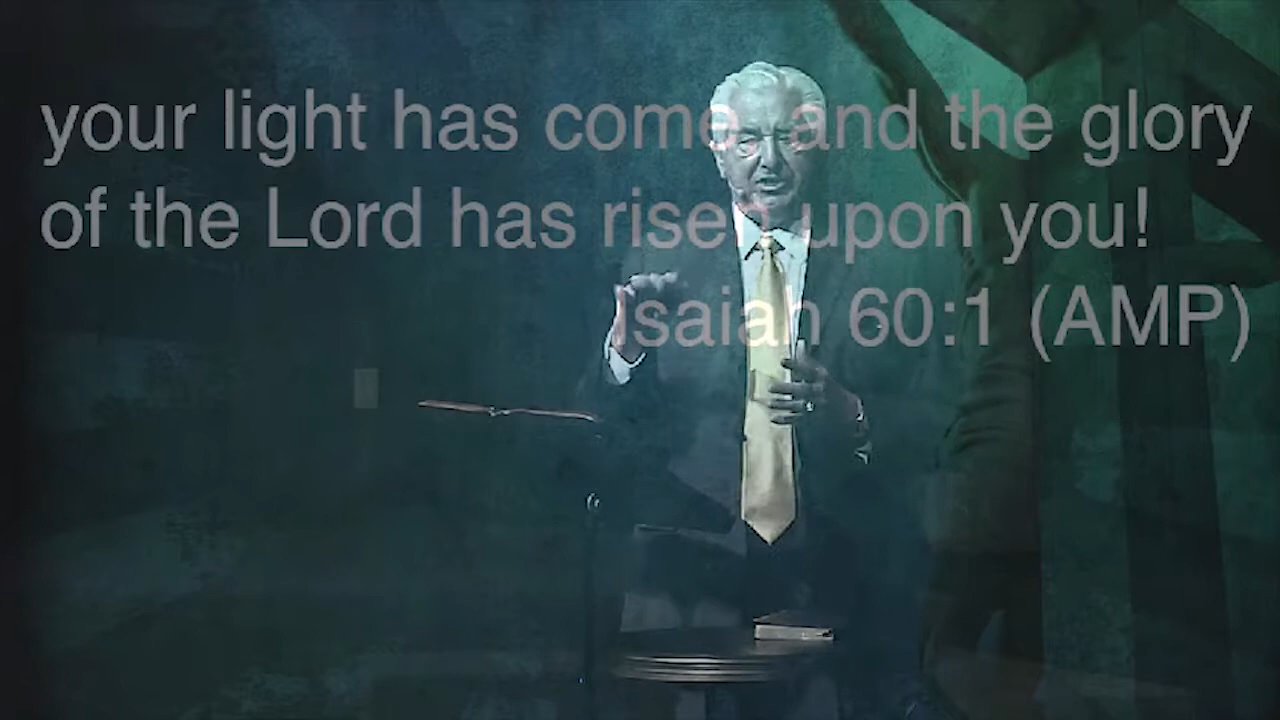 your light has come, and the glory
of the Lord has risen upon you!
Isaiah 60:1 (AMP)